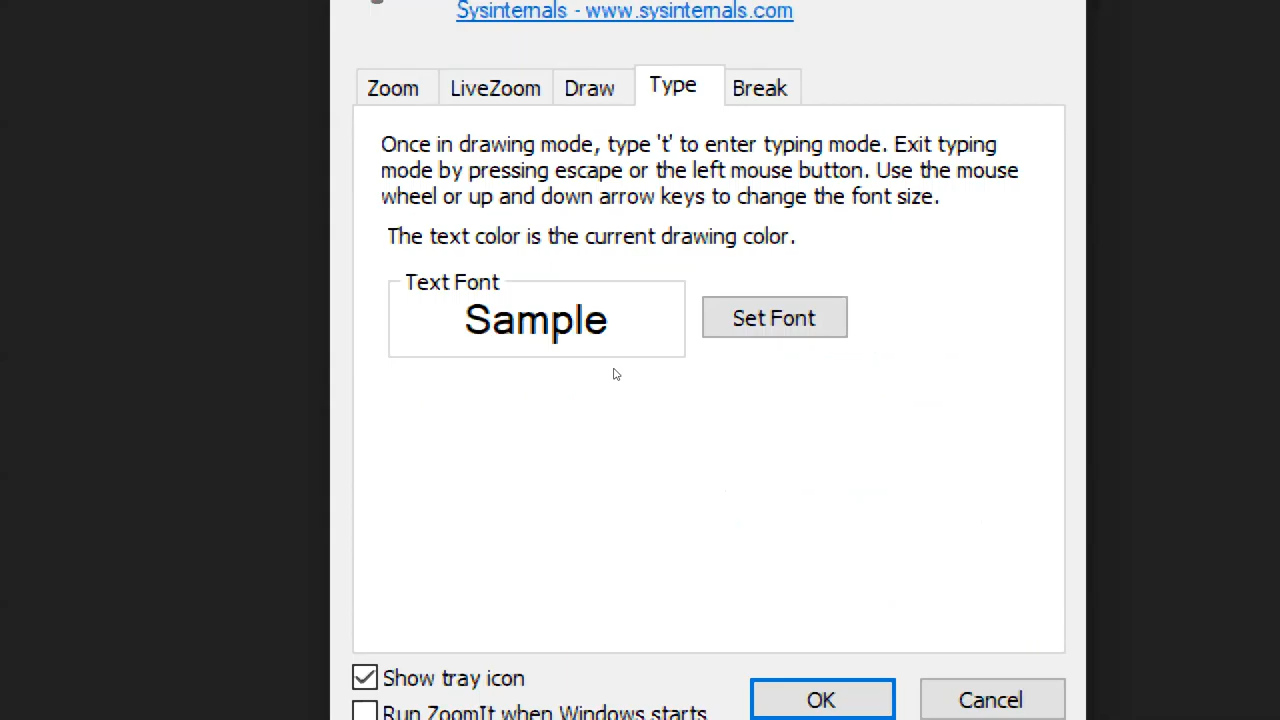 Sysinternals - www.sysinternals.com
Zoom LiveZoom Draw Type Break
Once in drawing mode, type 't' to enter typing mode. Exit typing
mode by pressing escape or the left mouse button. Use the mouse
wheel or up and down arrow keys to change the font size.
The text color is the current drawing color.
Text Font
Sample Set Font
Show tray icon
OK Cancel
Run ZoomIt when Windows starts